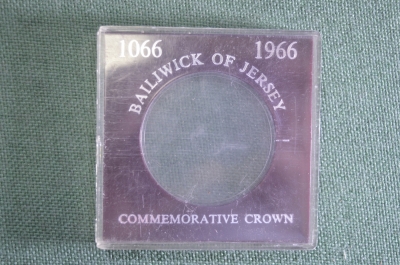 1066 1966
BAILIWICK OF JERSEY
COMMEMORATIVE CROWN